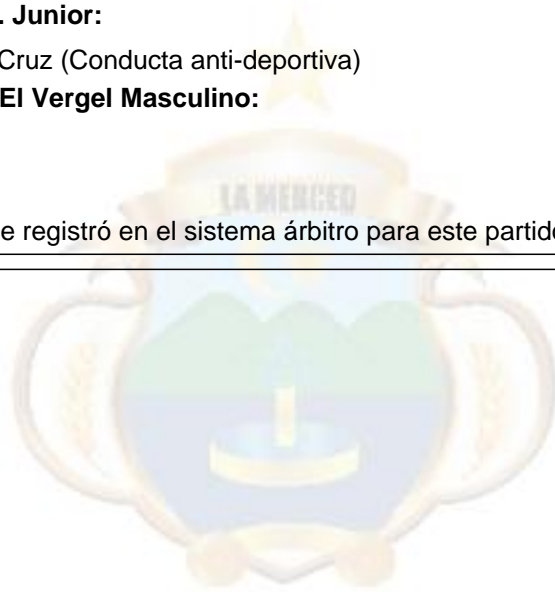 . Junior:
Cruz (Conducta anti-deportiva)
El Vergel Masculino:
LA MERCED
e registró en el sistema árbitro para este partido